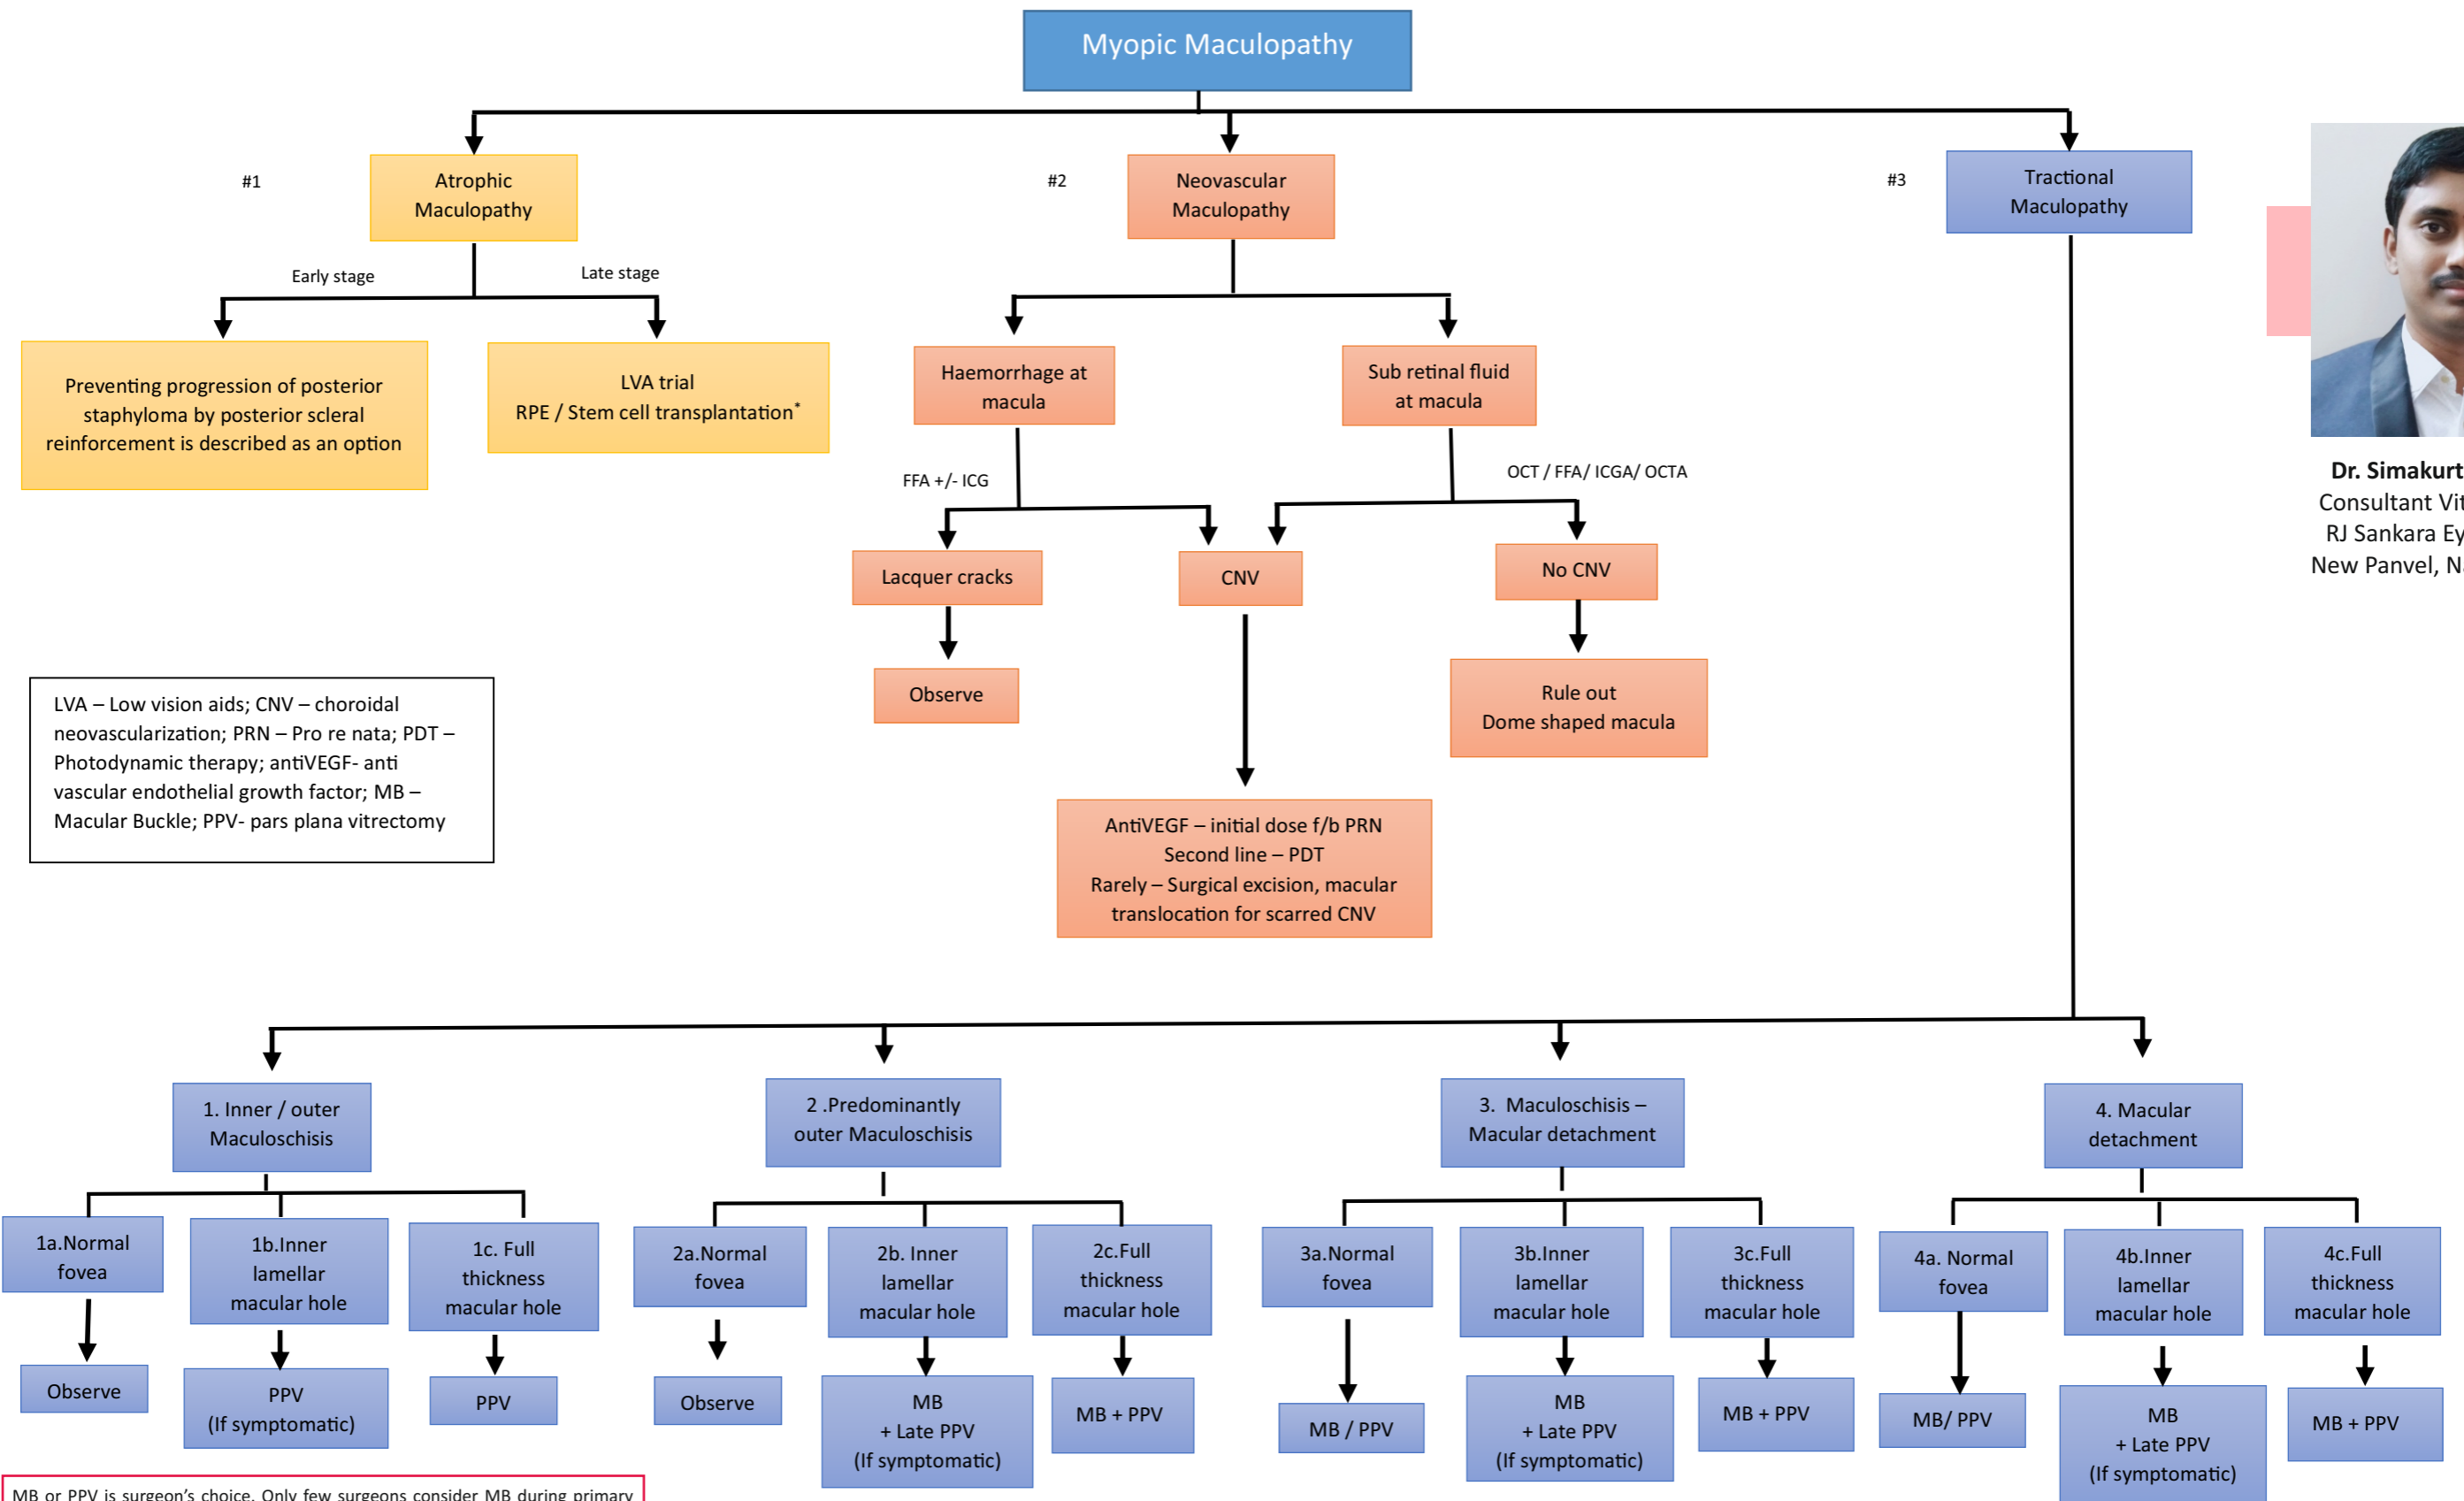 Myopic Maculopathy
#1
Atrophic
Maculopathy
#2
Neovascular
Maculopathy
#3
Tractional
Maculopathy
Early stage
Late stage
Preventing progression of posterior
staphyloma by posterior scleral
reinforcement is described as an option
LVA trial
RPE / Stem cell transplantation*
Haemorrhage at
macula
Sub retinal fluid
at macula
FFA +/- ICG
OCT / FFA/ ICGA/ OCTA
Lacquer cracks
CNV
No CNV
Observe
Rule out
Dome shaped macula
AntiVEGF – initial dose f/b PRN
Second line – PDT
Rarely – Surgical excision, macular
translocation for scarred CNV
Dr. Simakurt
Consultant Vit
RJ Sankara Ey
New Panvel, Na
LVA – Low vision aids; CNV – choroidal
neovascularization; PRN – Pro re nata; PDT –
Photodynamic therapy; antiVEGF- anti
vascular endothelial growth factor; MB –
Macular Buckle; PPV- pars plana vitrectomy
1. Inner / outer
Maculoschisis
2 .Predominantly
outer Maculoschisis
3. Maculoschisis –
Macular detachment
4. Macular
detachment
1a.Normal
fovea
1b.Inner
lamellar
macular hole
1c. Full
thickness
macular hole
2a.Normal
fovea
2b. Inner
lamellar
macular hole
2c.Full
thickness
macular hole
3a.Normal
fovea
3b.Inner
lamellar
macular hole
3c.Full
thickness
macular hole
4a. Normal
fovea
4b.Inner
lamellar
macular hole
4c.Full
thickness
macular hole
Observe
PPV
(If symptomatic)
PPV
Observe
MB
+ Late PPV
(If symptomatic)
MB + PPV
MB / PPV
MB
+ Late PPV
(If symptomatic)
MB + PPV
MB/ PPV
MB
+ Late PPV
(If symptomatic)
MB + PPV
MB or PPV is surgeon's choice. Only few surgeons consider MB during primary